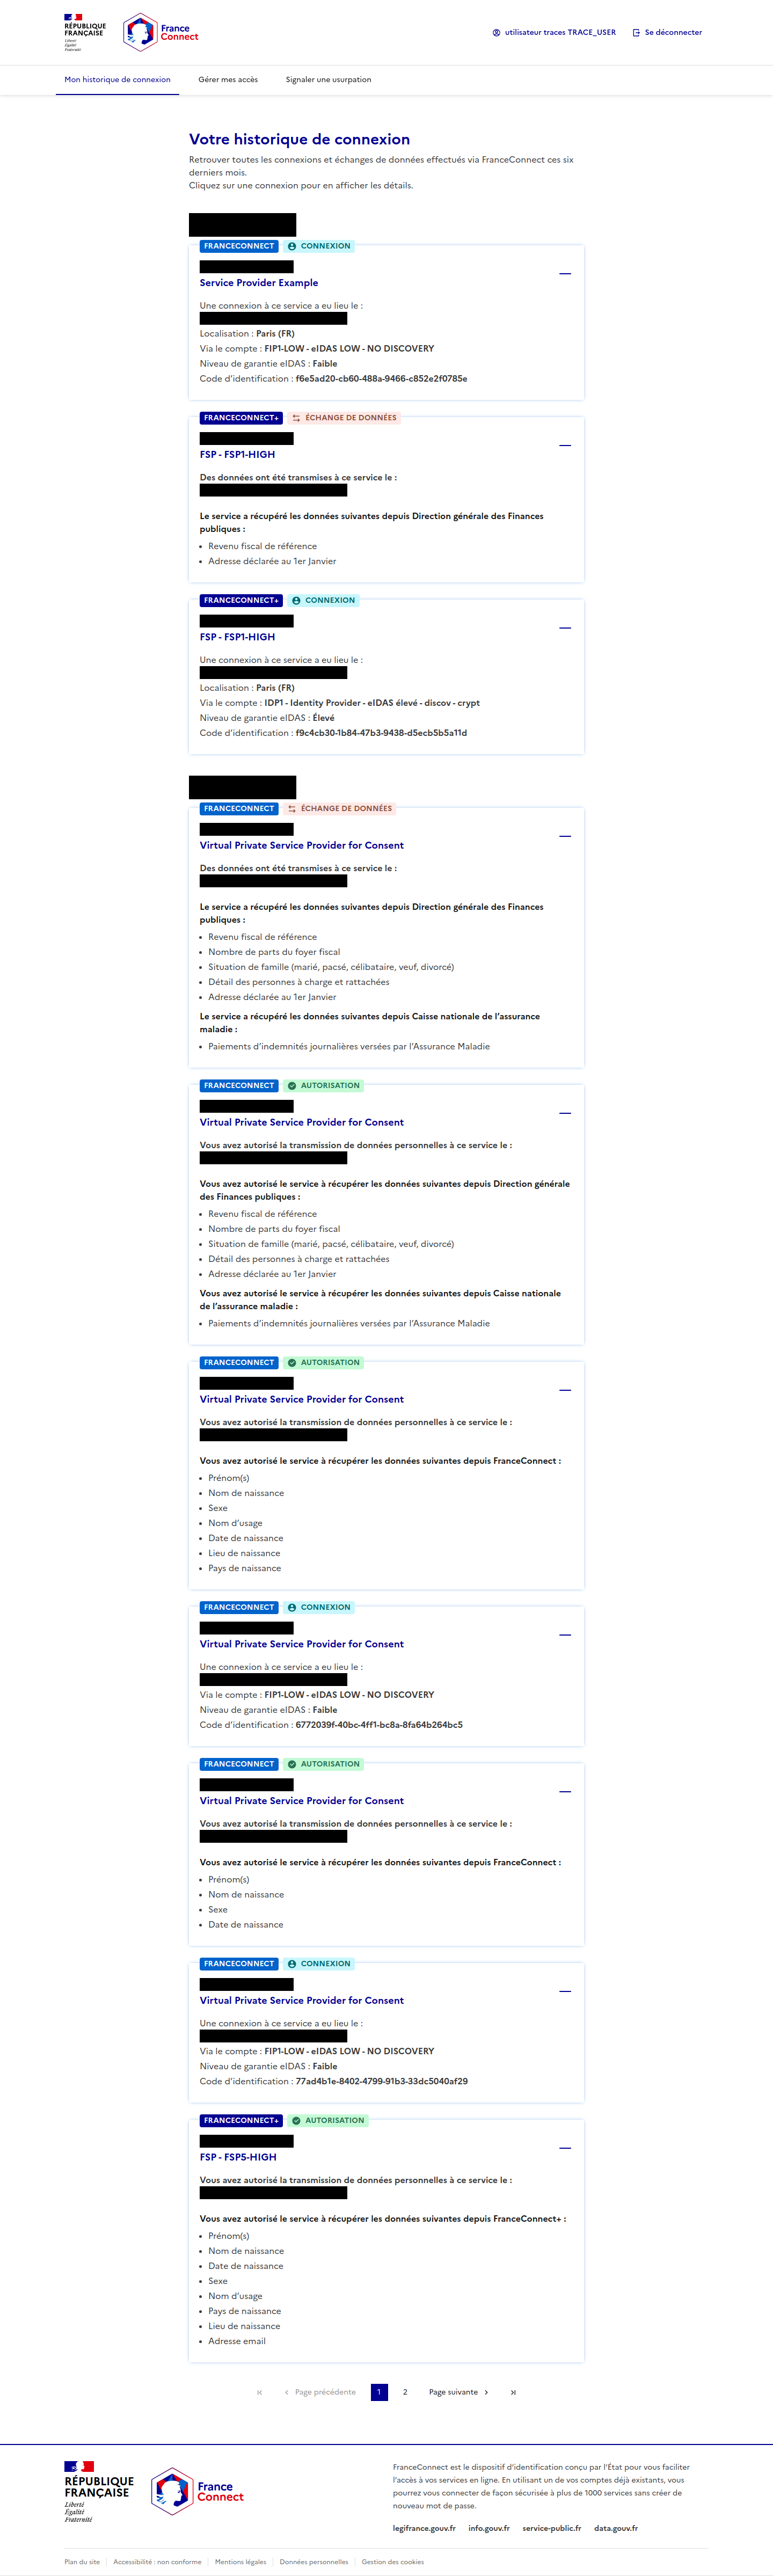 RÉPUBLIQUE
FRANÇAISE
Liberté
Égalité
Fraternité
France
Connect
utilisateur traces TRACE_USER
Se déconnecter
Mon historique de connexion
Gérer mes accès
Signaler une usurpation
Votre historique de connexion
Retrouver toutes les connexions et échanges de données effectués via FranceConnect ces six
derniers mois.
Cliquez sur une connexion pour en afficher les détails.
FRANCECONNECT CONNEXION
Service Provider Example
Une connexion à ce service a eu lieu le :
Localisation : Paris (FR)
Via le compte : FIP1-LOW - eIDAS LOW - NO DISCOVERY
Niveau de garantie eIDAS : Faible
Code d’identification : f6e5ad20-cb60-488a-9466-c852e2f0785e
FRANCECONNECT+ ÉCHANGE DE DONNÉES
FSP - FSP1-HIGH
Des données ont été transmises à ce service le :
Le service a récupéré les données suivantes depuis Direction générale des Finances
publiques :
Revenu fiscal de référence
Adresse déclarée au 1er Janvier
FRANCECONNECT+ CONNEXION
FSP - FSP1-HIGH
Une connexion à ce service a eu lieu le :
Localisation : Paris (FR)
Via le compte : IDP1 - Identity Provider - eIDAS élevé - discov - crypt
Niveau de garantie eIDAS : Élevé
Code d’identification : f9c4cb30-1b84-47b3-9438-d5ecb5b5a11d
FRANCECONNECT ÉCHANGE DE DONNÉES
Virtual Private Service Provider for Consent
Des données ont été transmises à ce service le :
Le service a récupéré les données suivantes depuis Direction générale des Finances
publiques :
Revenu fiscal de référence
Nombre de parts du foyer fiscal
Situation de famille (marié, pacsé, célibataire, veuf, divorcé)
Détail des personnes à charge et rattachées
Adresse déclarée au 1er Janvier
Le service a récupéré les données suivantes depuis Caisse nationale de l’assurance
maladie :
Paiements d’indemnités journalières versées par l’Assurance Maladie
FRANCECONNECT AUTORISATION
Virtual Private Service Provider for Consent
Vous avez autorisé la transmission de données personnelles à ce service le :
Vous avez autorisé le service à récupérer les données suivantes depuis Direction générale
des Finances publiques :
Revenu fiscal de référence
Nombre de parts du foyer fiscal
Situation de famille (marié, pacsé, célibataire, veuf, divorcé)
Détail des personnes à charge et rattachées
Adresse déclarée au 1er Janvier
Vous avez autorisé le service à récupérer les données suivantes depuis Caisse nationale
de l’assurance maladie :
Paiements d’indemnités journalières versées par l’Assurance Maladie
FRANCECONNECT AUTORISATION
Virtual Private Service Provider for Consent
Vous avez autorisé la transmission de données personnelles à ce service le :
Vous avez autorisé le service à récupérer les données suivantes depuis FranceConnect :
Prénom(s)
Nom de naissance
Sexe
Nom d’usage
Date de naissance
Lieu de naissance
Pays de naissance
FRANCECONNECT CONNEXION
Virtual Private Service Provider for Consent
Une connexion à ce service a eu lieu le :
Via le compte : FIP1-LOW - eIDAS LOW - NO DISCOVERY
Niveau de garantie eIDAS : Faible
Code d’identification : 6772039f-40bc-4ff1-bc8a-8fa64b264bc5
FRANCECONNECT AUTORISATION
Virtual Private Service Provider for Consent
Vous avez autorisé la transmission de données personnelles à ce service le :
Vous avez autorisé le service à récupérer les données suivantes depuis FranceConnect :
Prénom(s)
Nom de naissance
Sexe
Date de naissance
FRANCECONNECT CONNEXION
Virtual Private Service Provider for Consent
Une connexion à ce service a eu lieu le :
Via le compte : FIP1-LOW - eIDAS LOW - NO DISCOVERY
Niveau de garantie eIDAS : Faible
Code d’identification : 77ad4b1e-8402-4799-91b3-33dc5040af29
FRANCECONNECT+ AUTORISATION
FSP - FSP5-HIGH
Vous avez autorisé la transmission de données personnelles à ce service le :
Vous avez autorisé le service à récupérer les données suivantes depuis FranceConnect+ :
Prénom(s)
Nom de naissance
Date de naissance
Sexe
Nom d’usage
Pays de naissance
Lieu de naissance
Adresse email
Page précédente 1 2 Page suivante
RÉPUBLIQUE
FRANÇAISE
Liberté
Égalité
Fraternité
France
Connect
FranceConnect est le dispositif d’identification conçu par l’État pour vous faciliter
l’accès à vos services en ligne. En utilisant un de vos comptes déjà existants, vous
pourrez vous connecter de façon sécurisée à plus de 1000 services sans créer de
nouveau mot de passe.
legifrance.gouv.fr info.gouv.fr service-public.fr data.gouv.fr
Plan du site
Accessibilité : non conforme
Mentions légales
Données personnelles
Gestion des cookies